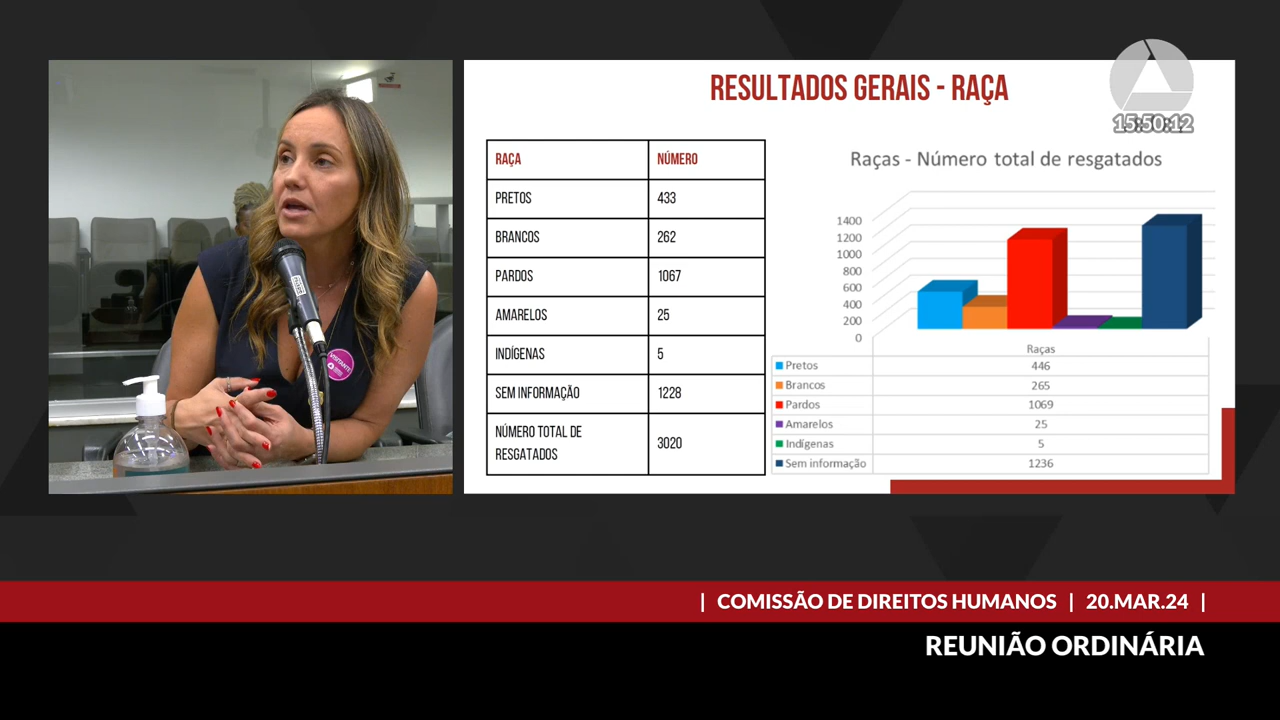 RESULTADOS GERAIS - RAÇA
15:50:12
RAÇA NÚMERO
PRETOS 433
BRANCOS 262
PARDOS 1067
AMARELOS 25
INDÍGENAS 5
SEM INFORMAÇÃO 1228
NÚMERO TOTAL DE
RESGATADOS 3020
Raças - Número total de resgatados
1400
1200
1000
800
600
400
200
0
Raças
Pretos 446
Brancos 265
Pardos 1069
Amarelos 25
Indígenas 5
Sem informação 1236
VISITANTE
| COMISSÃO DE DIREITOS HUMANOS | 20.MAR.24 |
REUNIÃO ORDINÁRIA